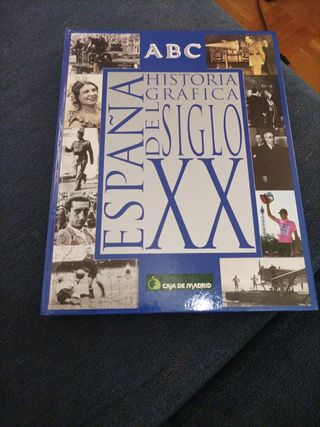 ABC
ESPAÑA
HISTORIA
GRÁFICA
DEL
SIGLO
XX
CAJA DE MADRID